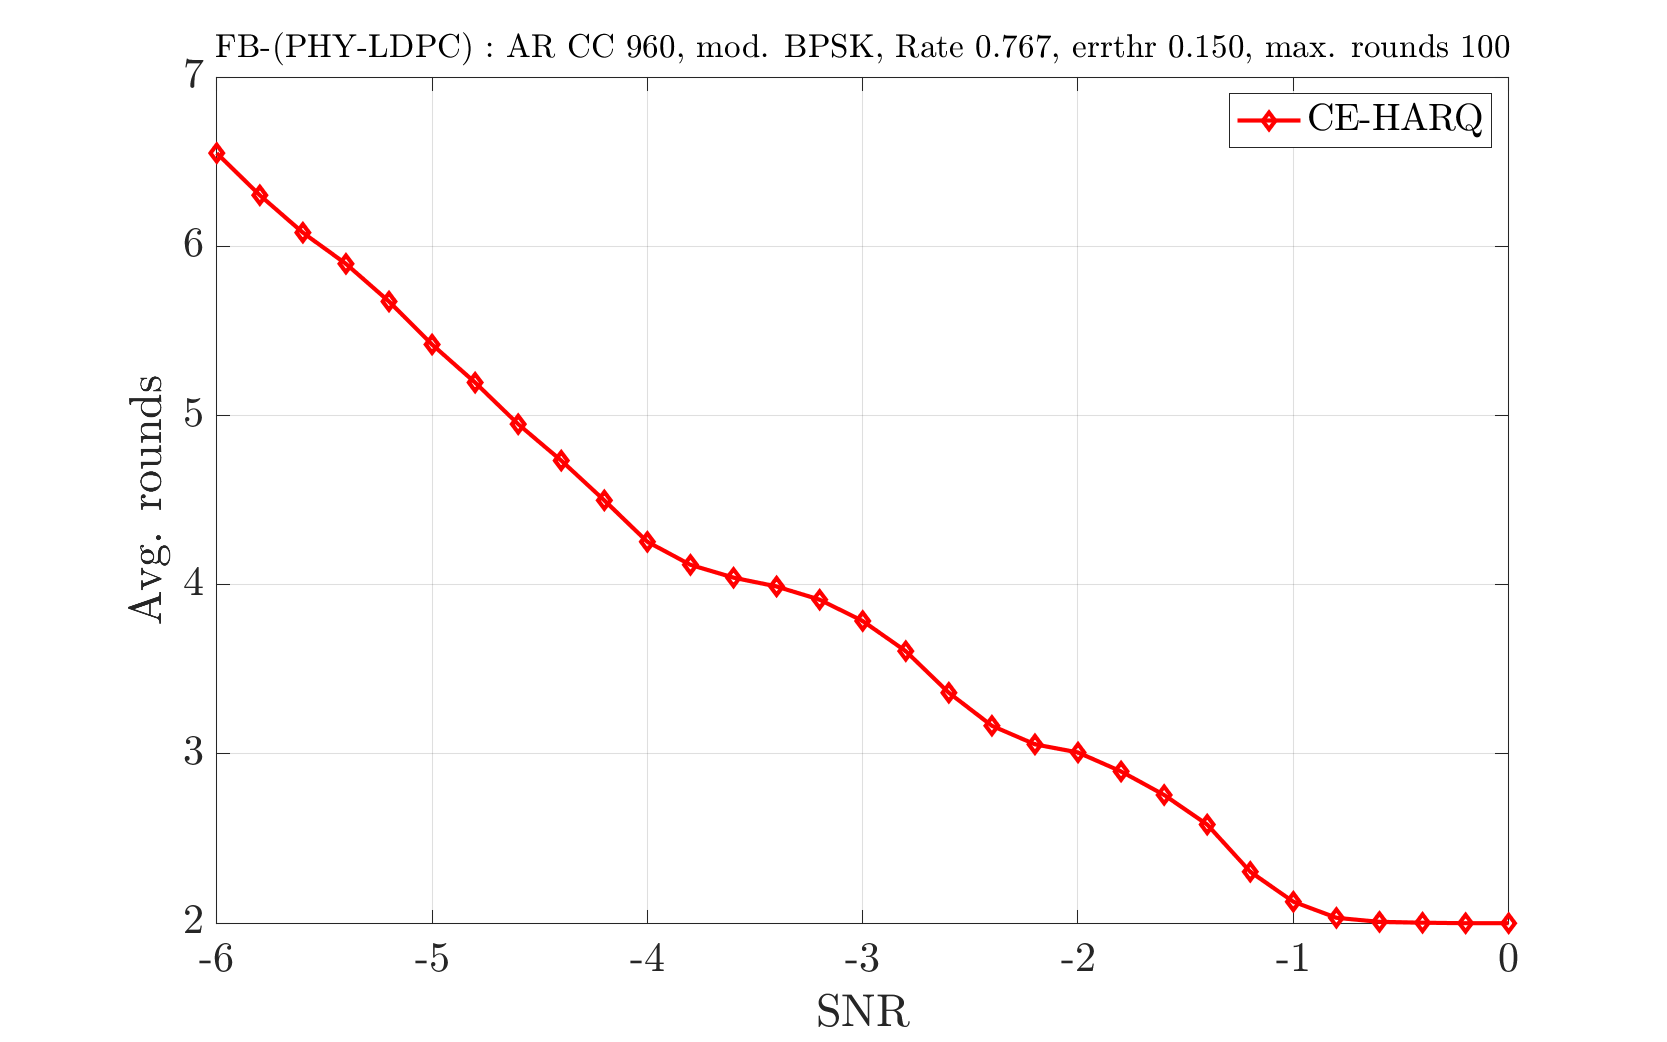 FB-(PHY-LDPC) : AR CC 960, mod. BPSK, Rate 0.767, errthr 0.150, max. rounds 100
CE-HARQ
7
6
5
4
3
2
Avg. rounds
-6 -5 -4 -3 -2 -1 0
SNR